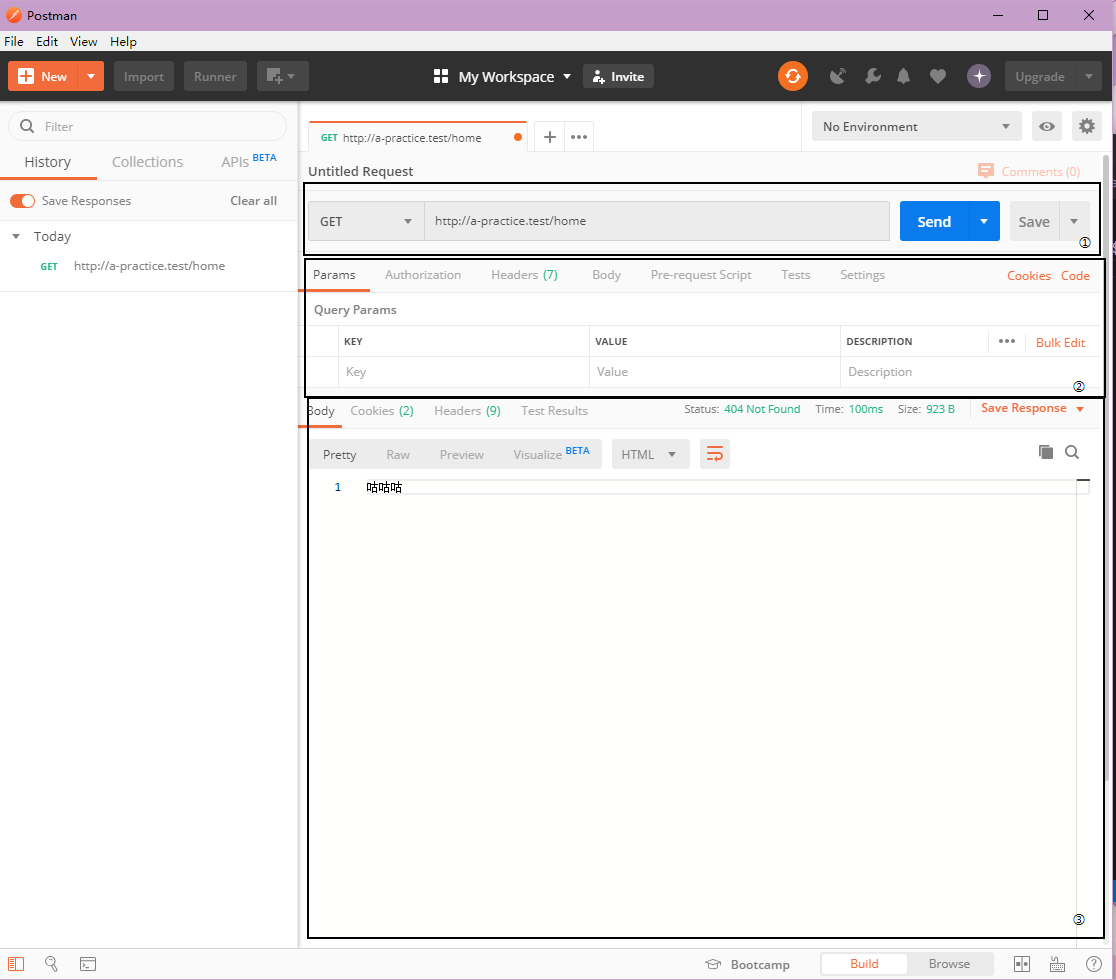 Postman
File Edit View Help
New Import Runner My Workspace Invite Upgrade
Filter
History Collections APIs BETA
Save Responses Clear all
Today
GET http://a-practice.test/home
GET http://a-practice.test/home
No Environment
Untitled Request
Comments (0)
GET http://a-practice.test/home Send Save
①
Params Authorization Headers (7) Body Pre-request Script Tests Settings Cookies Code
Query Params
KEY VALUE DESCRIPTION Bulk Edit
Key Value Description
②
Body Cookies (2) Headers (9) Test Results Status: 404 Not Found Time: 100ms Size: 923 B Save Response
Pretty Raw Preview Visualize BETA HTML
1 咕咕咕
③
Bootcamp Build Browse